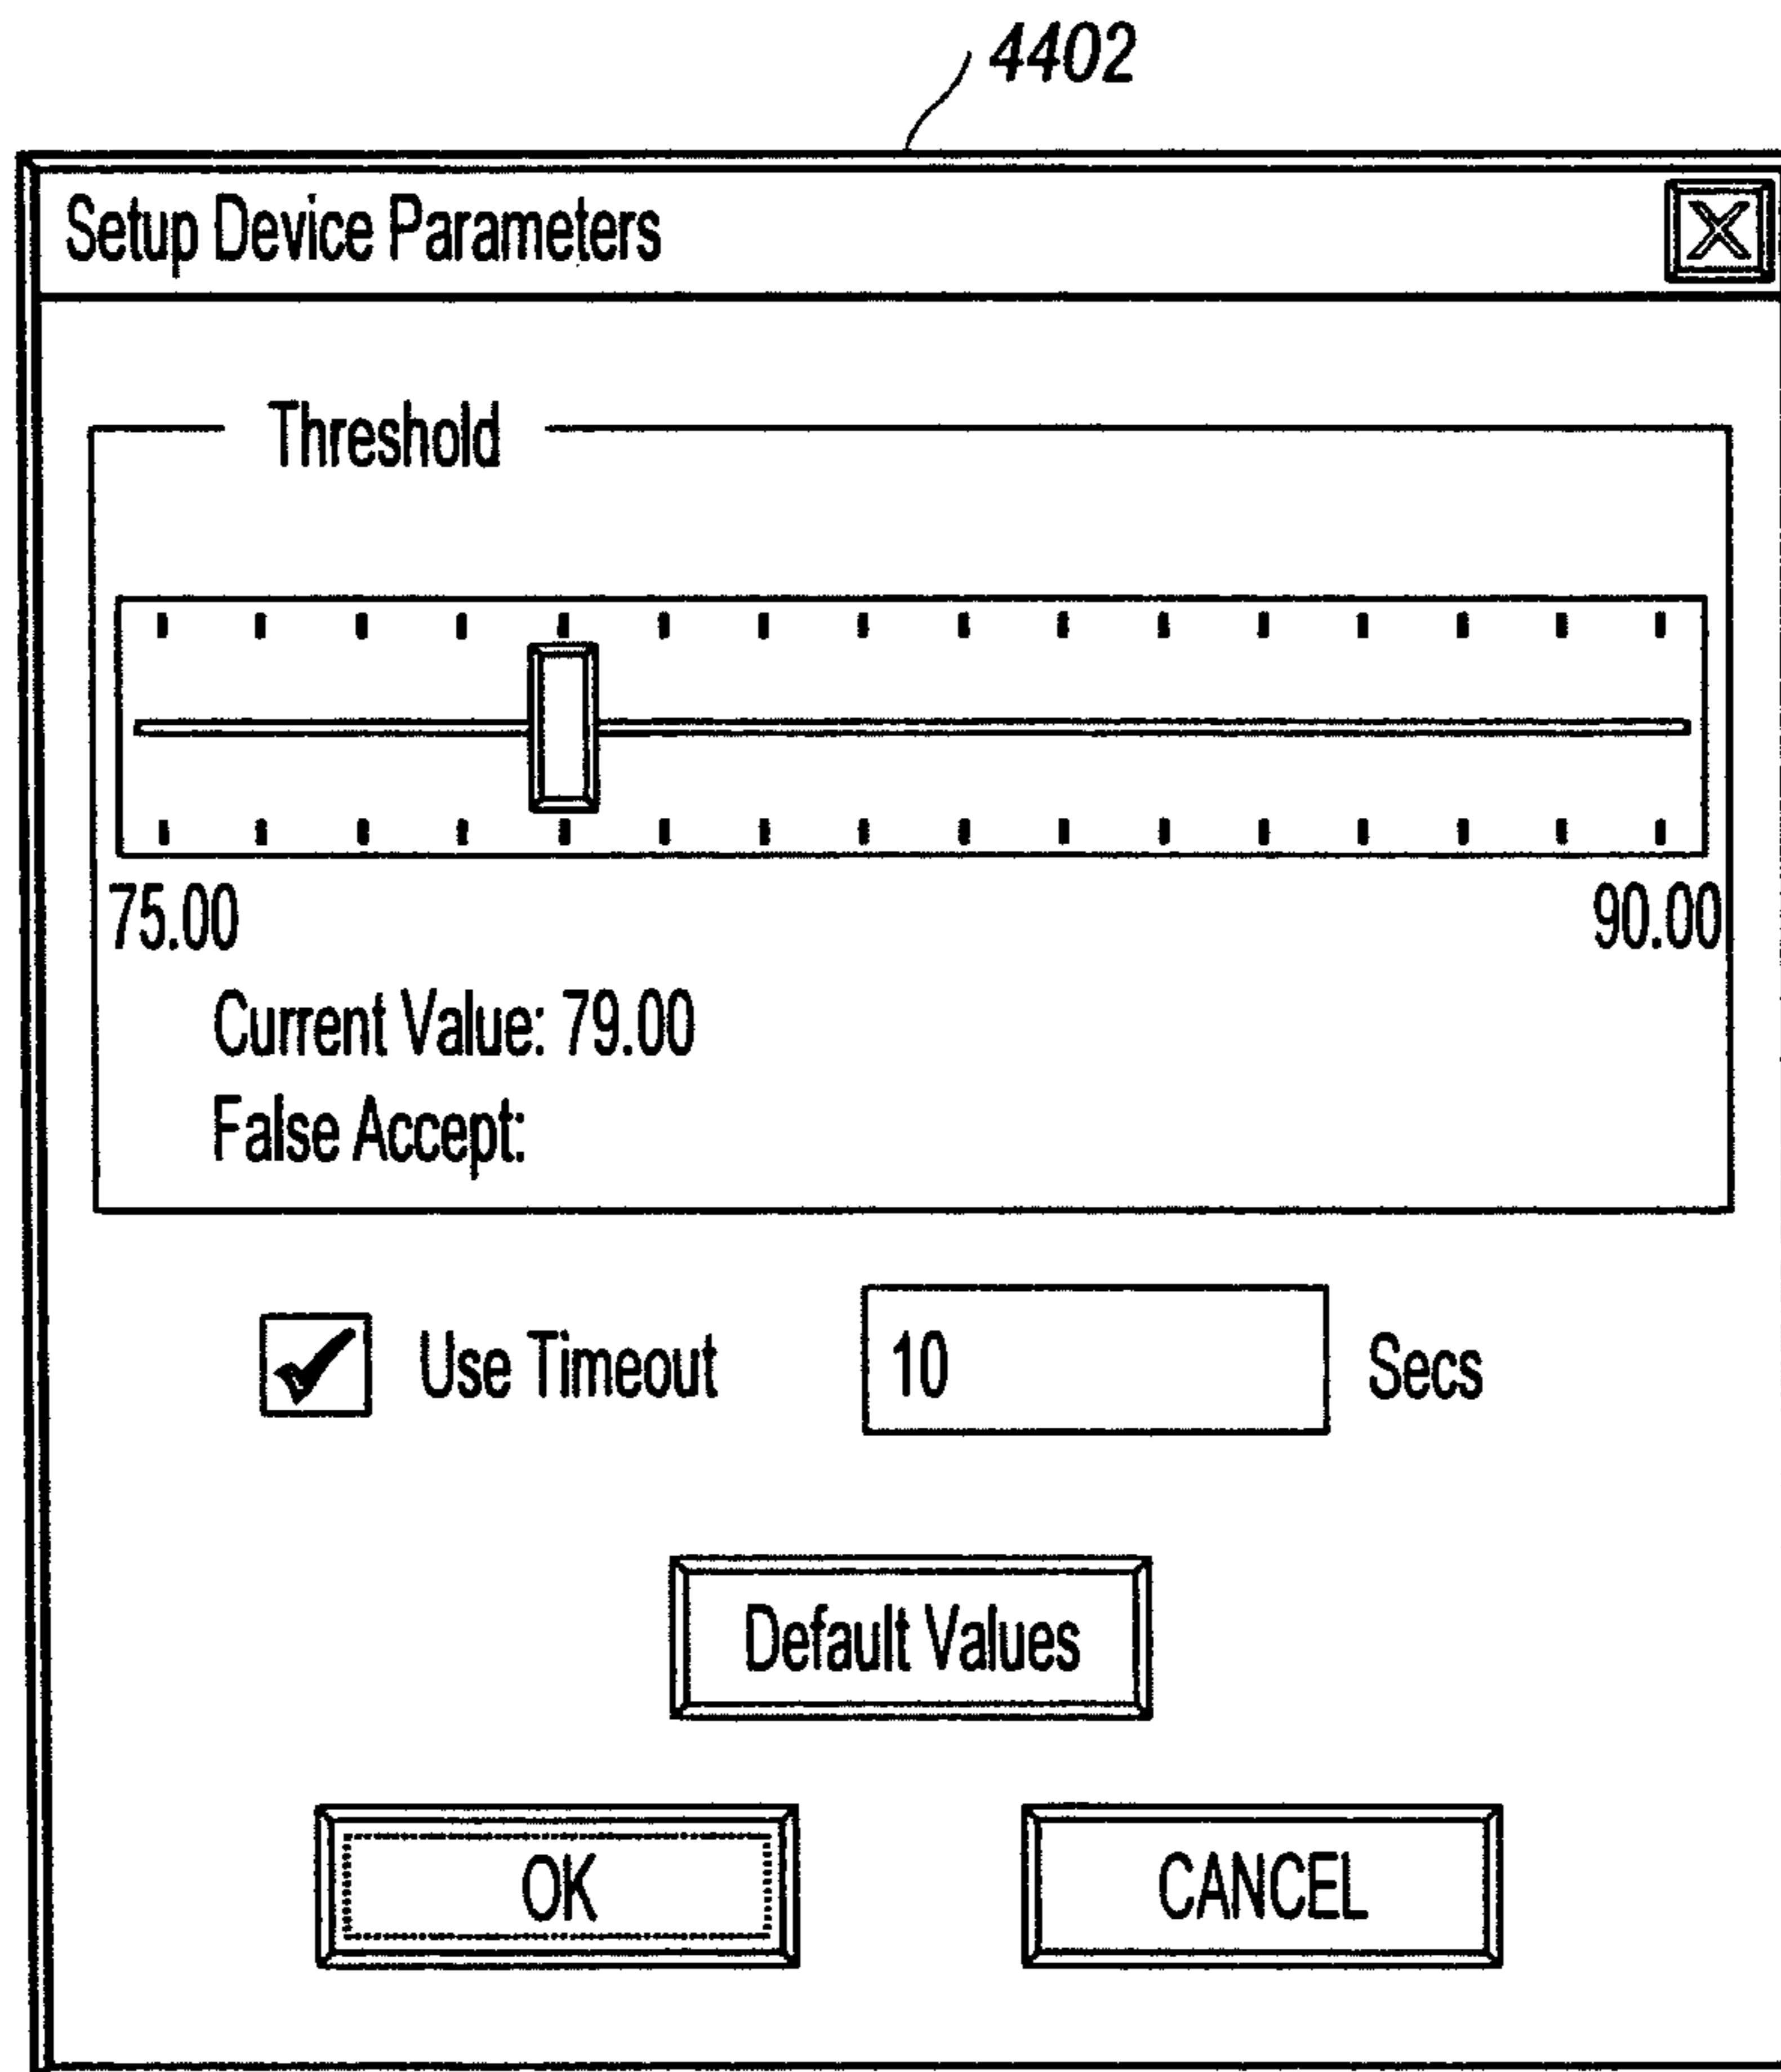 4402
Setup Device Parameters
Threshold
75.00 90.00
Current Value: 79.00
False Accept:
Use Timeout 10 Secs
Default Values
OK CANCEL